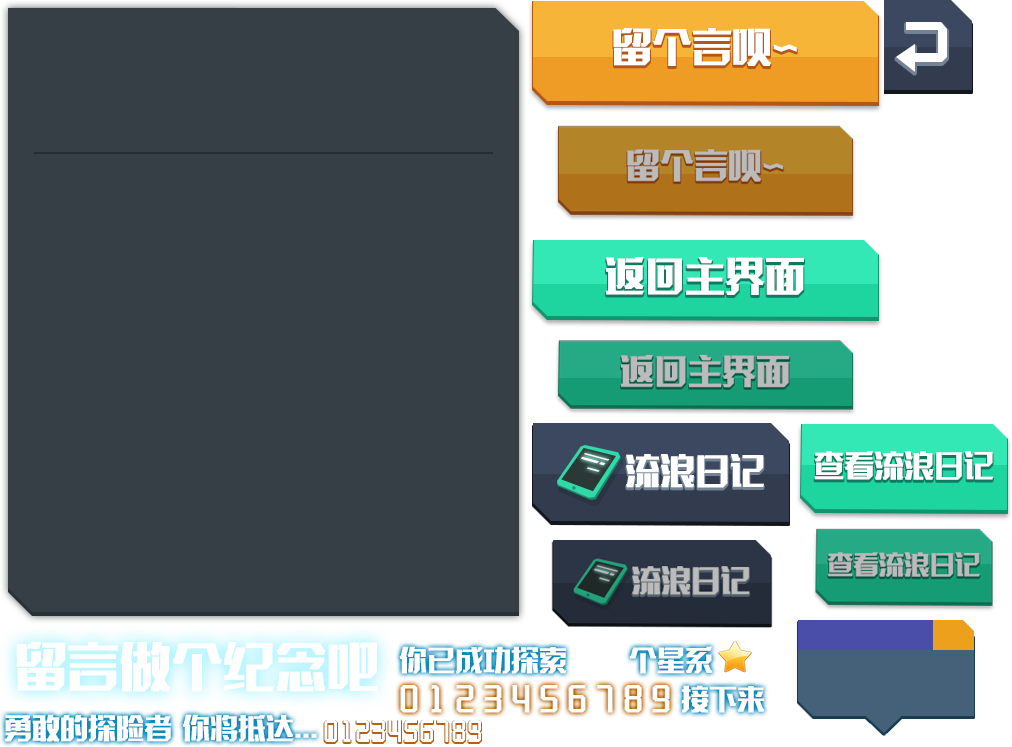 留个言呗~
留个言呗~
返回主界面
返回主界面
流浪日记
查看流浪日记
流浪日记
查看流浪日记
留言做个纪念吧
你已成功探索 个星系
0123456789 接下来
勇敢的探险者 你将抵达... 0123456789